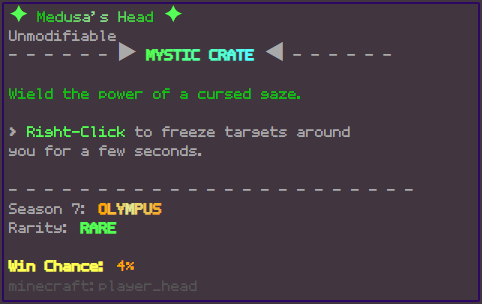 ✦ Medusa's Head ✦
Unmodifiable
- - - - - - ▶ MYSTIC CRATE ◀ - - - - - -
Wield the power of a cursed gaze.
> Right-Click to freeze targets around
you for a few seconds.
- - - - - - - - - - - - - - - - - - - - - - - -
Season 7: OLYMPUS
Rarity: RARE
Win Chance: 4%
minecraft:player_head